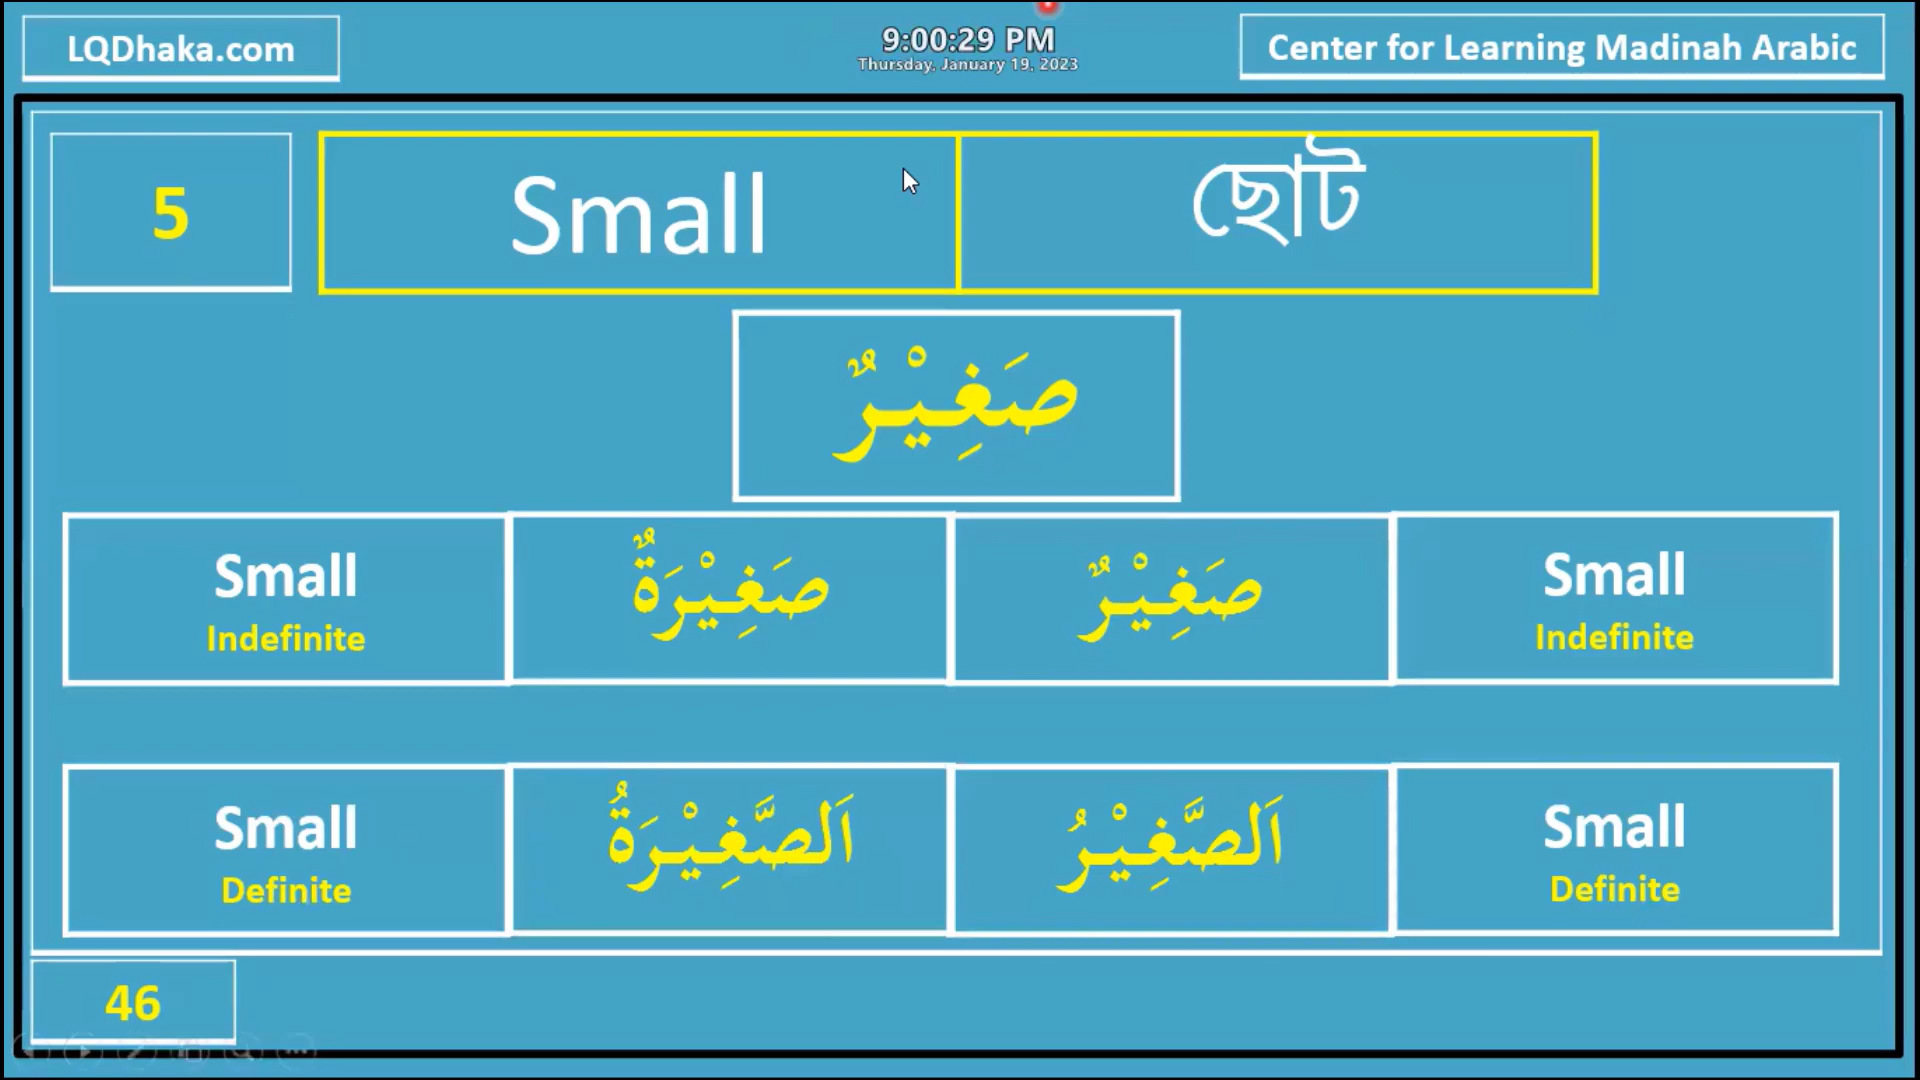 LQDhaka.com
9:00:29 PM
Thursday, January 19, 2023
Center for Learning Madinah Arabic
5
Small
ছোট
صَغِيْرٌ
Small
Indefinite
صَغِيْرَةٌ
صَغِيْرٌ
Small
Indefinite
Small
Definite
اَلصَّغِيْرَةُ
اَلصَّغِيْرُ
Small
Definite
46